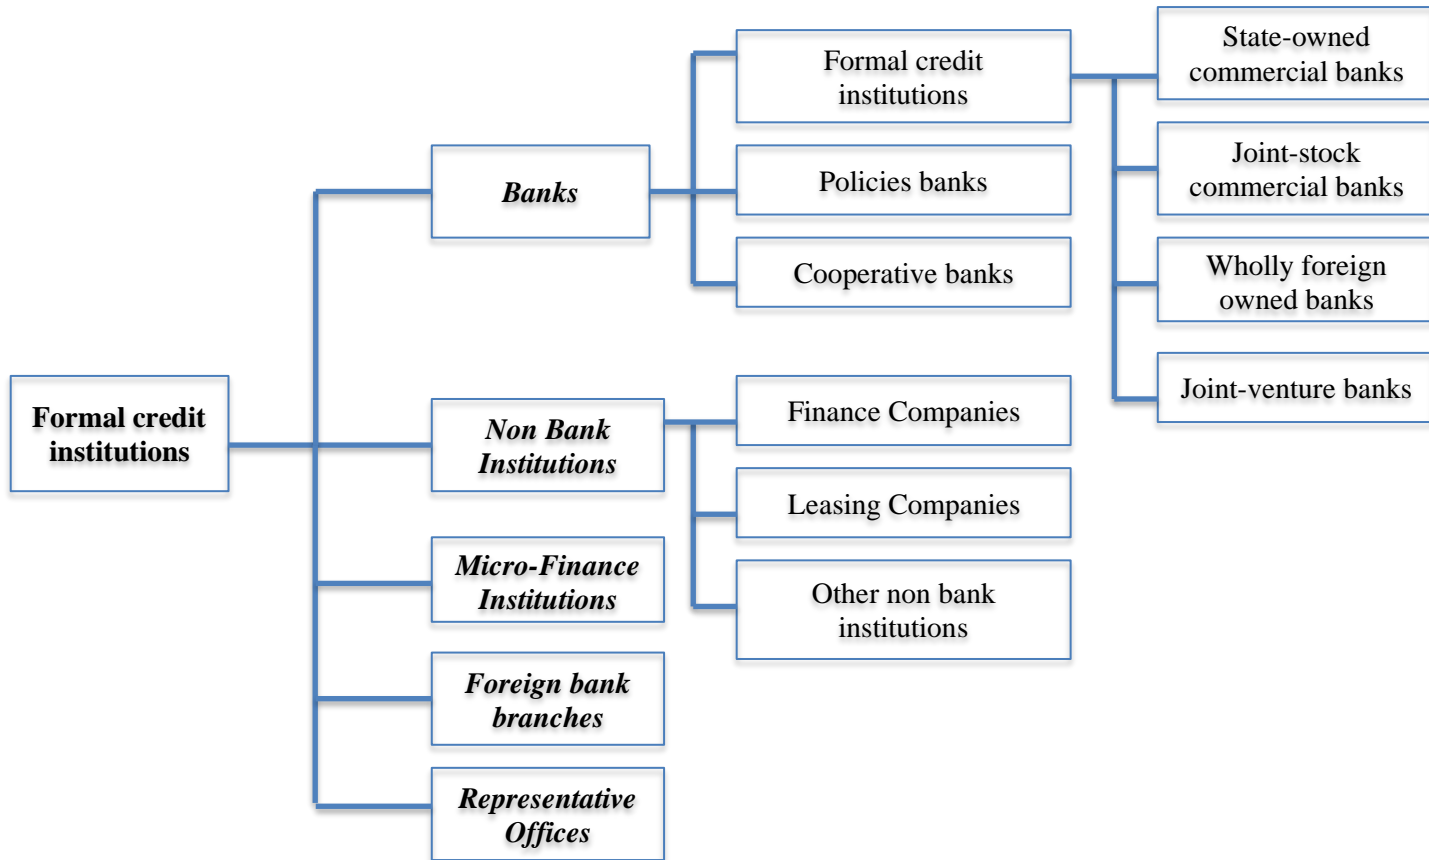 Formal credit
institutions
Banks
Formal credit
institutions
State-owned
commercial banks
Joint-stock
commercial banks
Wholly foreign
owned banks
Joint-venture banks
Policies banks
Cooperative banks
Non Bank
Institutions
Finance Companies
Leasing Companies
Other non bank
institutions
Micro-Finance
Institutions
Foreign bank
branches
Representative
Offices